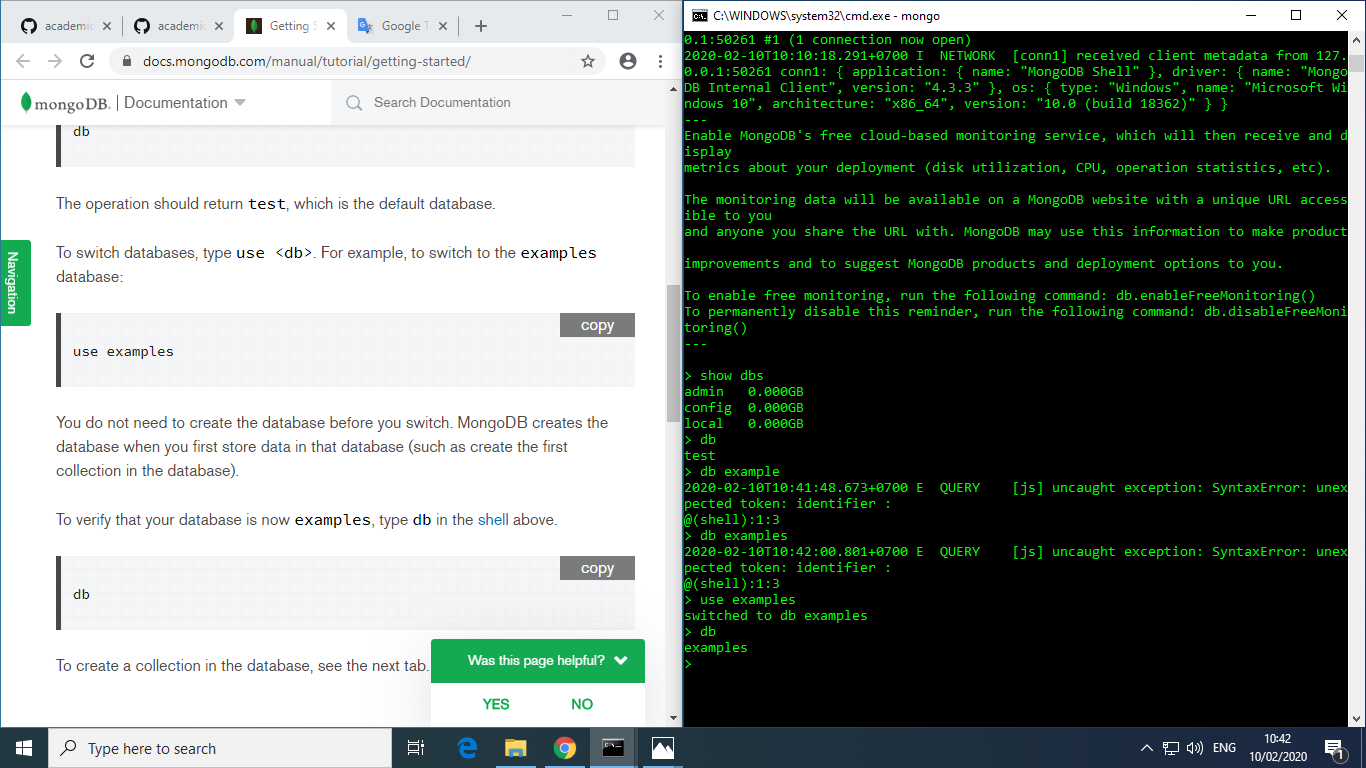 academic
academic
Getting S
Google T
docs.mongodb.com/manual/tutorial/getting-started/
mongoDB. | Documentation
Search Documentation
db
The operation should return test, which is the default database.
To switch databases, type use <db>. For example, to switch to the examples
database:
copy
use examples
You do not need to create the database before you switch. MongoDB creates the
database when you first store data in that database (such as create the first
collection in the database).
To verify that your database is now examples, type db in the shell above.
copy
db
To create a collection in the database, see the next tab.
Navigation
Was this page helpful?
YES
NO
C:\WINDOWS\system32\cmd.exe - mongo
0.1:50261 #1 (1 connection now open)
2020-02-10T10:10:18.291+0700 I  NETWORK  [conn1] received client metadata from 127.
0.0.1:50261 conn1: { application: { name: "MongoDB Shell" }, driver: { name: "Mongo
DB Internal Client", version: "4.3.3" }, os: { type: "Windows", name: "Microsoft Wi
ndows 10", architecture: "x86_64", version: "10.0 (build 18362)" } }
---
Enable MongoDB's free cloud-based monitoring service, which will then receive and d
isplay
metrics about your deployment (disk utilization, CPU, operation statistics, etc).
The monitoring data will be available on a MongoDB website with a unique URL access
ible to you
and anyone you share the URL with. MongoDB may use this information to make product
improvements and to suggest MongoDB products and deployment options to you.
To enable free monitoring, run the following command: db.enableFreeMonitoring()
To permanently disable this reminder, run the following command: db.disableFreeMoni
toring()
---
> show dbs
admin   0.000GB
config  0.000GB
local   0.000GB
> db
test
> db example
2020-02-10T10:41:48.673+0700 E  QUERY    [js] uncaught exception: SyntaxError: unex
pected token: identifier :
@(shell):1:3
> db examples
2020-02-10T10:42:00.801+0700 E  QUERY    [js] uncaught exception: SyntaxError: unex
pected token: identifier :
@(shell):1:3
> use examples
switched to db examples
> db
examples
>
Type here to search
ENG
10:42
10/02/2020
1